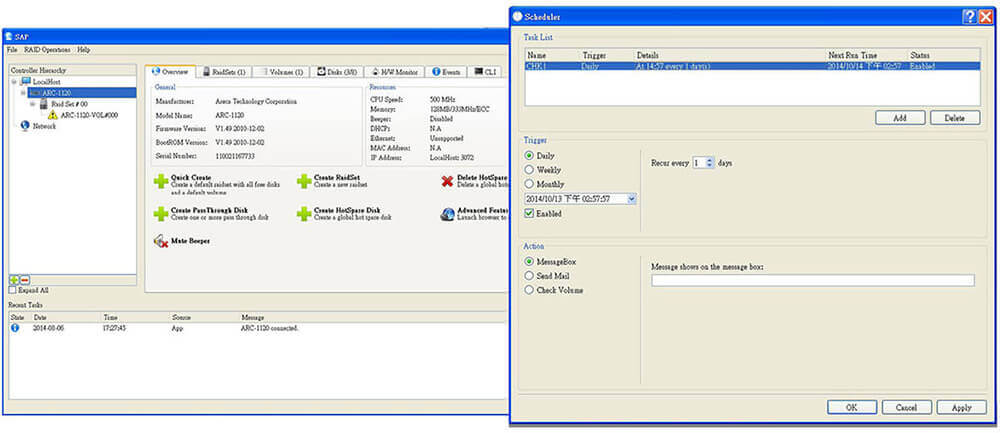 SAP
File RAID Operations Help
Controller Hierarchy
LocalHost
ARC-1120
Raid Set # 00
ARC-1120-VOL#000
Network
Expand All
Overview RaidSets (1) Volumes (1) Disks (3/8) H/W Monitor Events CLI
General
Manufacturer: Areca Technology Corporation
Model Name: ARC-1120
Firmware Version: V1.49 2010-12-02
BootROM Version: V1.49 2010-12-02
Serial Number: 110021167733
Resources
CPU Speed: 500 MHz
Memory: 128MB/333MHz/ECC
Beeper: Disabled
DHCP: N.A
Ethernet: Unsupported
MAC Address: N.A
IP Address: LocalHost: 3072
Quick Create
Create a default raidset with all free disks
and a default volume
Create RaidSet
Create a new raidset
Delete HotSpare
Delete a global hot
Create PassThrough Disk
Create one or more pass through disk
Create HotSpare Disk
Create a global hot spare disk
Advanced Featur
Launch browser to
Mute Beeper
Recent Tasks
State Date Time Source Message
2014-08-06 17:27:45 App ARC-1120 connected.
Scheduler
Task List
Name Trigger Details Next Run Time Status
CHK1 Daily At 14:57 every 1 day(s) 2014/10/14 下午 02:57 Enabled
Add Delete
Trigger
Daily
Weekly
Monthly
2014/10/13 下午 02:57:57
Enabled
Recur every 1 days
Action
MessageBox
Send Mail
Check Volume
Message shows on the message box:
OK Cancel Apply